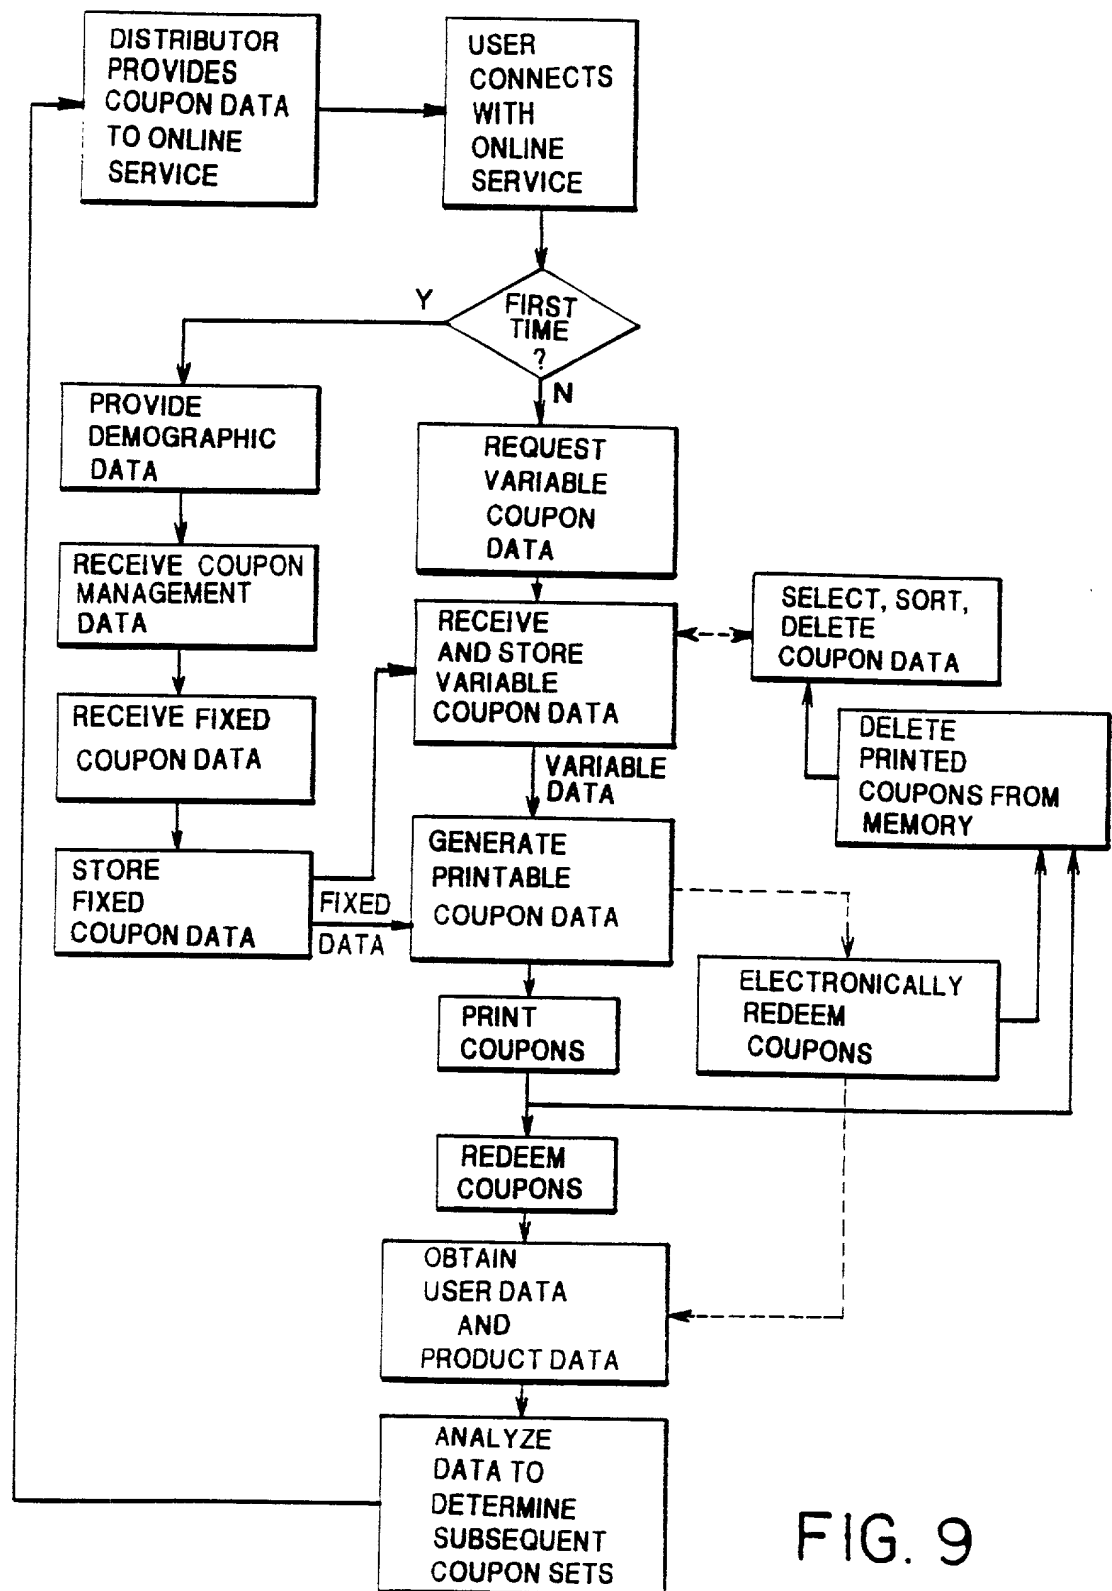 DISTRIBUTOR
PROVIDES
COUPON DATA
TO ONLINE
SERVICE
USER
CONNECTS
WITH
ONLINE
SERVICE
FIRST
TIME
?
Y
N
PROVIDE
DEMOGRAPHIC
DATA
REQUEST
VARIABLE
COUPON
DATA
RECEIVE COUPON
MANAGEMENT
DATA
RECEIVE
AND STORE
VARIABLE
COUPON DATA
SELECT, SORT,
DELETE
COUPON DATA
RECEIVE FIXED
COUPON DATA
DELETE
PRINTED
COUPONS FROM
MEMORY
VARIABLE
DATA
STORE
FIXED
COUPON DATA
FIXED
DATA
GENERATE
PRINTABLE
COUPON DATA
ELECTRONICALLY
REDEEM
COUPONS
PRINT
COUPONS
REDEEM
COUPONS
OBTAIN
USER DATA
AND
PRODUCT DATA
ANALYZE
DATA TO
DETERMINE
SUBSEQUENT
COUPON SETS
FIG. 9